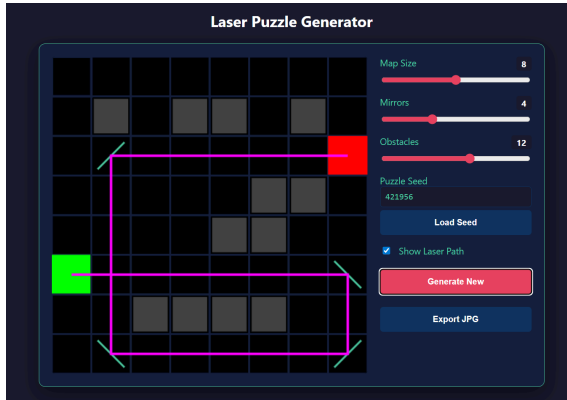 Laser Puzzle Generator
Map Size 8
Mirrors 4
Obstacles 12
Puzzle Seed
421956
Load Seed
Show Laser Path
Generate New
Export JPG